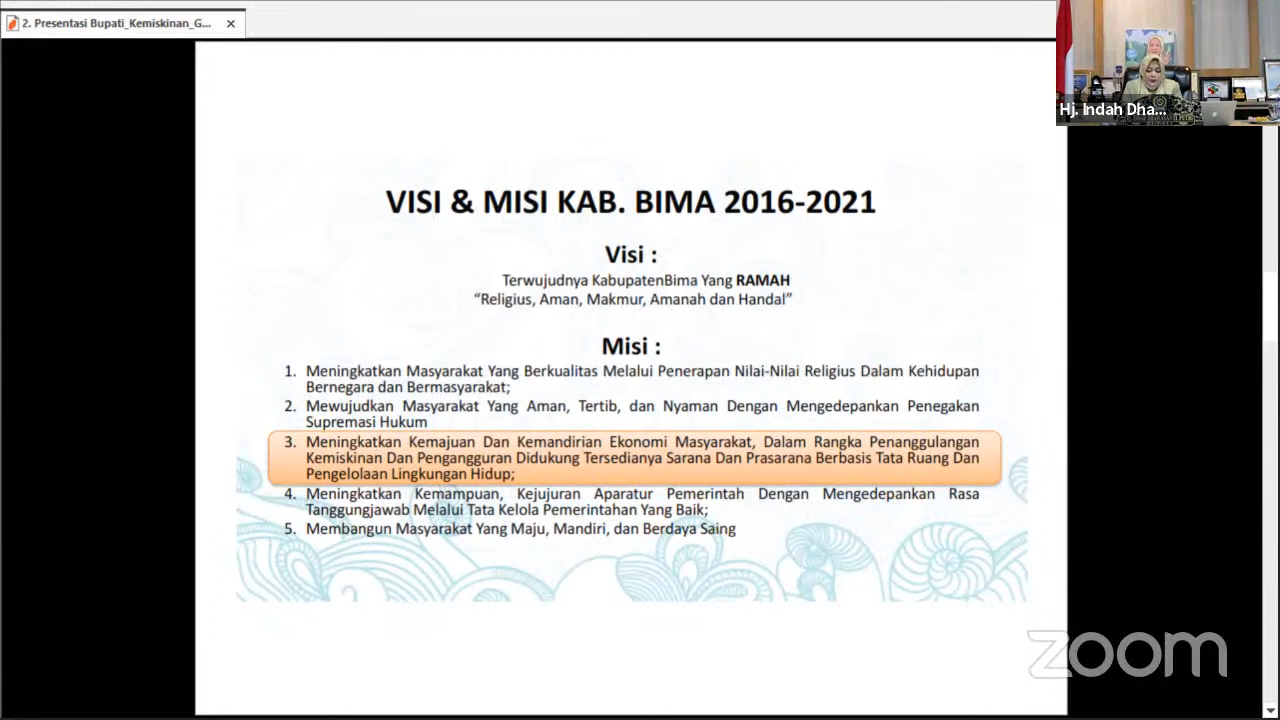 2. Presentasi Bupati_Kemiskinan_G...
Hj. Indah Dha...
VISI & MISI KAB. BIMA 2016-2021
Visi :
Terwujudnya KabupatenBima Yang RAMAH
“Religius, Aman, Makmur, Amanah dan Handal”
Misi :
1. Meningkatkan Masyarakat Yang Berkualitas Melalui Penerapan Nilai-Nilai Religius Dalam Kehidupan
Bernegara dan Bermasyarakat;
2. Mewujudkan Masyarakat Yang Aman, Tertib, dan Nyaman Dengan Mengedepankan Penegakan
Supremasi Hukum
3. Meningkatkan Kemajuan Dan Kemandirian Ekonomi Masyarakat, Dalam Rangka Penanggulangan
Kemiskinan Dan Pengangguran Didukung Tersedianya Sarana Dan Prasarana Berbasis Tata Ruang Dan
Pengelolaan Lingkungan Hidup;
4. Meningkatkan Kemampuan, Kejujuran Aparatur Pemerintah Dengan Mengedepankan Rasa
Tanggungjawab Melalui Tata Kelola Pemerintahan Yang Baik;
5. Membangun Masyarakat Yang Maju, Mandiri, dan Berdaya Saing
zoom